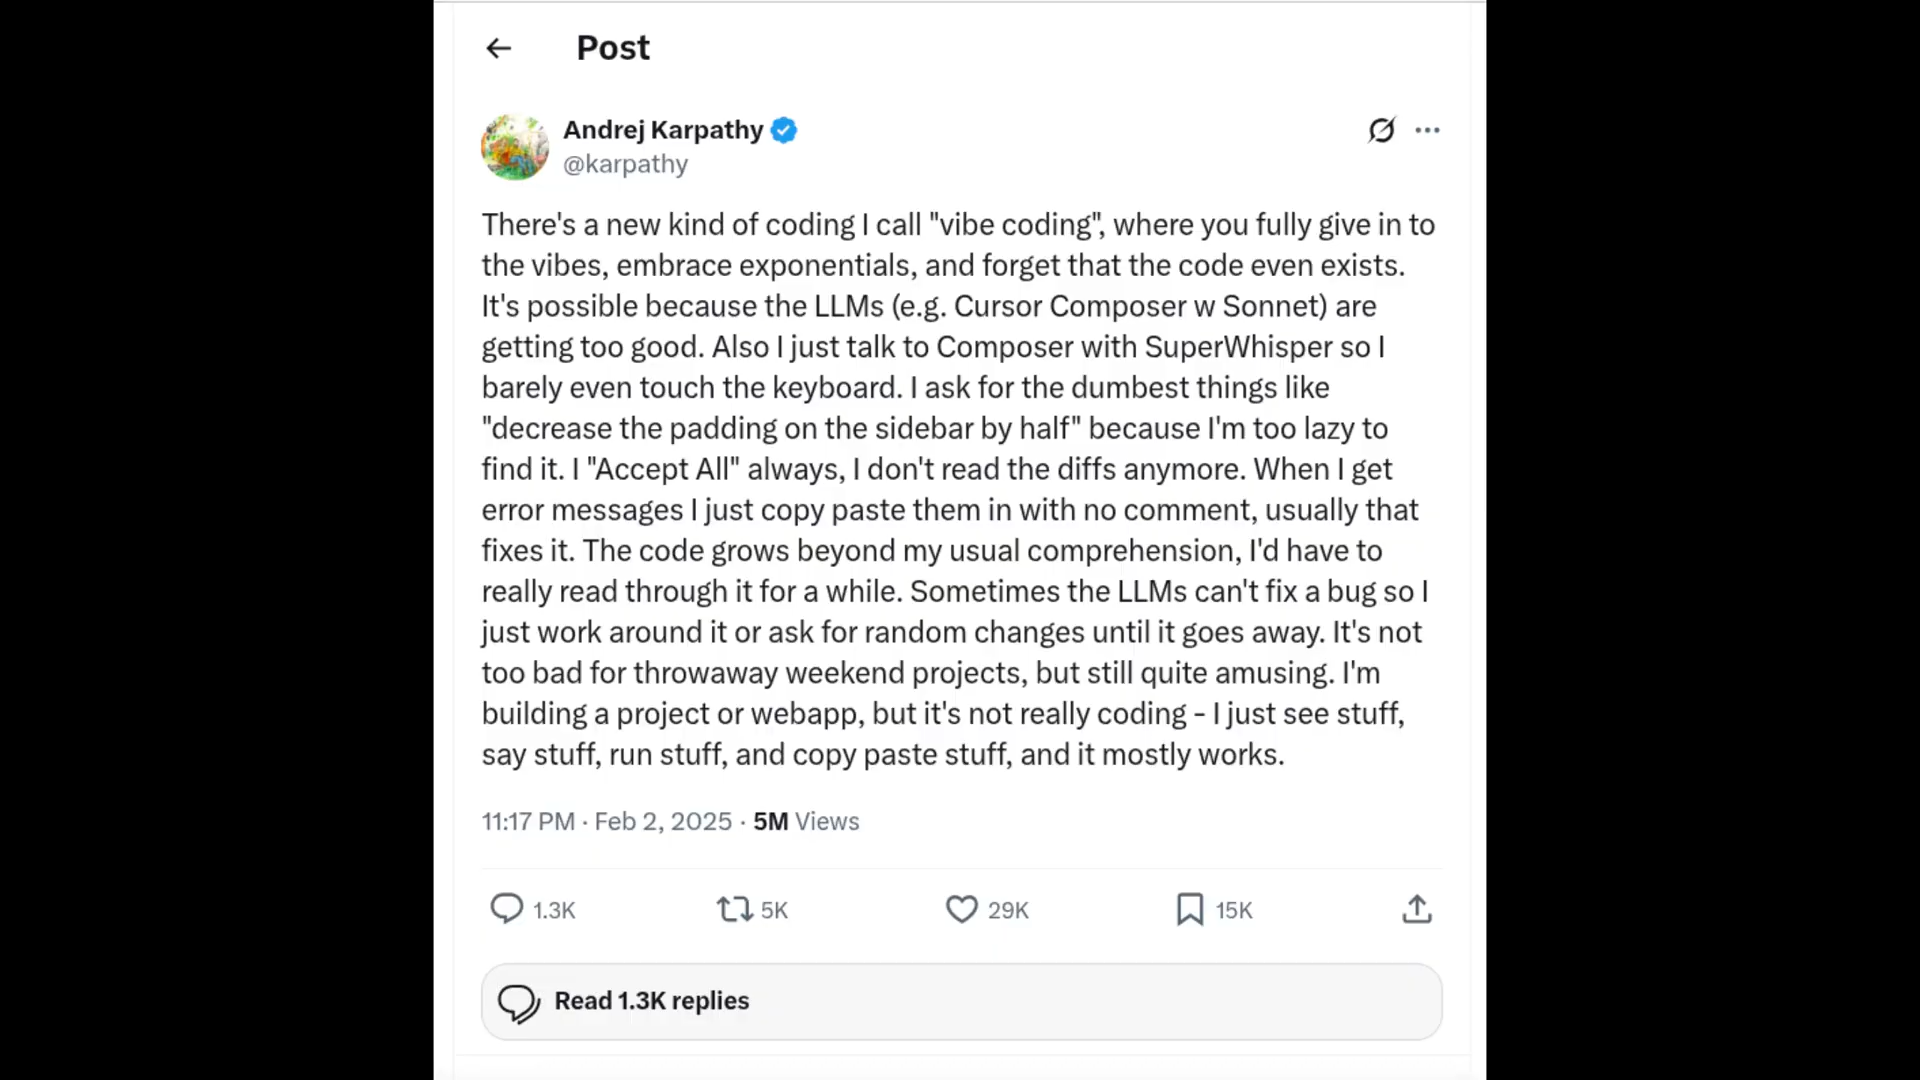 Post
Andrej Karpathy
@karpathy
There's a new kind of coding I call "vibe coding", where you fully give in to
the vibes, embrace exponentials, and forget that the code even exists.
It's possible because the LLMs (e.g. Cursor Composer w Sonnet) are
getting too good. Also I just talk to Composer with SuperWhisper so I
barely even touch the keyboard. I ask for the dumbest things like
"decrease the padding on the sidebar by half" because I'm too lazy to
find it. I "Accept All" always, I don't read the diffs anymore. When I get
error messages I just copy paste them in with no comment, usually that
fixes it. The code grows beyond my usual comprehension, I'd have to
really read through it for a while. Sometimes the LLMs can't fix a bug so I
just work around it or ask for random changes until it goes away. It's not
too bad for throwaway weekend projects, but still quite amusing. I'm
building a project or webapp, but it's not really coding - I just see stuff,
say stuff, run stuff, and copy paste stuff, and it mostly works.
11:17 PM · Feb 2, 2025 · 5M Views
1.3K 5K 29K 15K
Read 1.3K replies